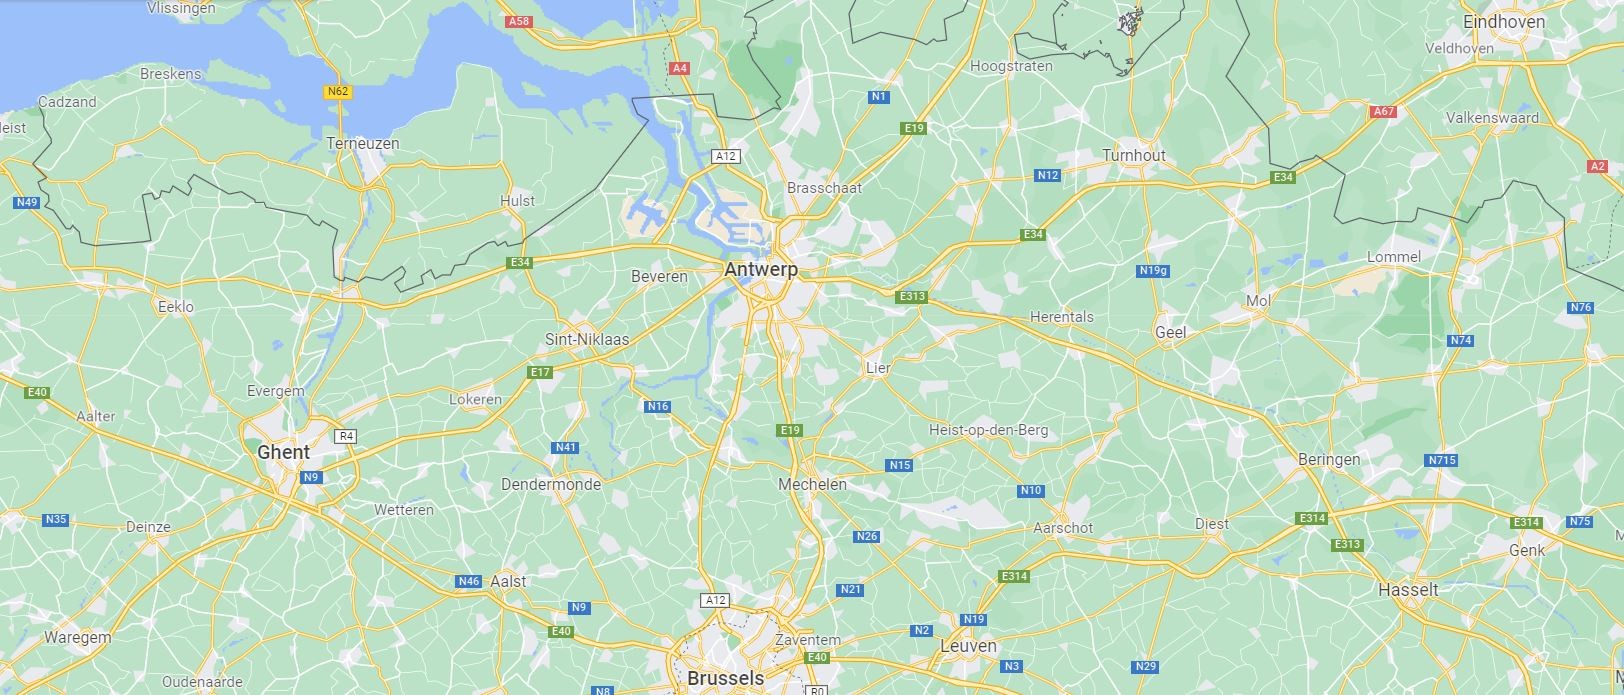 Vlissingen
A58
Eindhoven
Veldhoven
Hoogstraten
A4
Breskens
N62
N1
Cadzand
A67
Valkenswaard
E19
Terneuzen
A12
Turnhout
A2
N12
E34
Brasschaat
Hulst
N49
E34
Lommel
E34
Antwerp
N19g
Beveren
E313
Mol
Eeklo
N76
Herentals
Geel
Sint-Niklaas
N74
Lier
E17
E40
Evergem
Lokeren
N16
Aalter
E19
Heist-op-den-Berg
R4
N41
Ghent
Beringen
N715
N15
N9
Dendermonde
Mechelen
N10
Wetteren
N35
Deinze
Aarschot
Diest
E314
E314
N75
N26
E313
Genk
E314
N46
Aalst
N21
Hasselt
A12
N9
N19
E40
N2
Waregem
Zaventem
Leuven
E40
N3
N29
Oudenaarde
Brussels
N8
R0